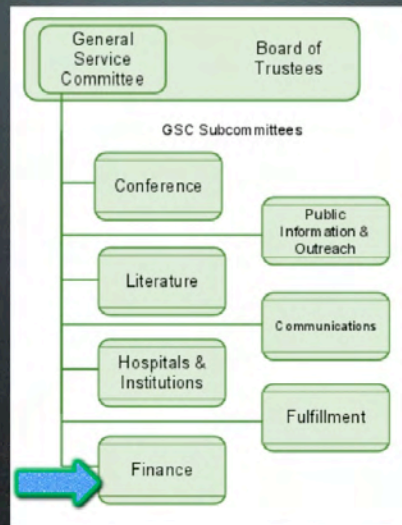 General
Service
Committee
Board of
Trustees
GSC Subcommittees
Conference
Public
Information &
Outreach
Literature
Communications
Hospitals &
Institutions
Fulfillment
Finance